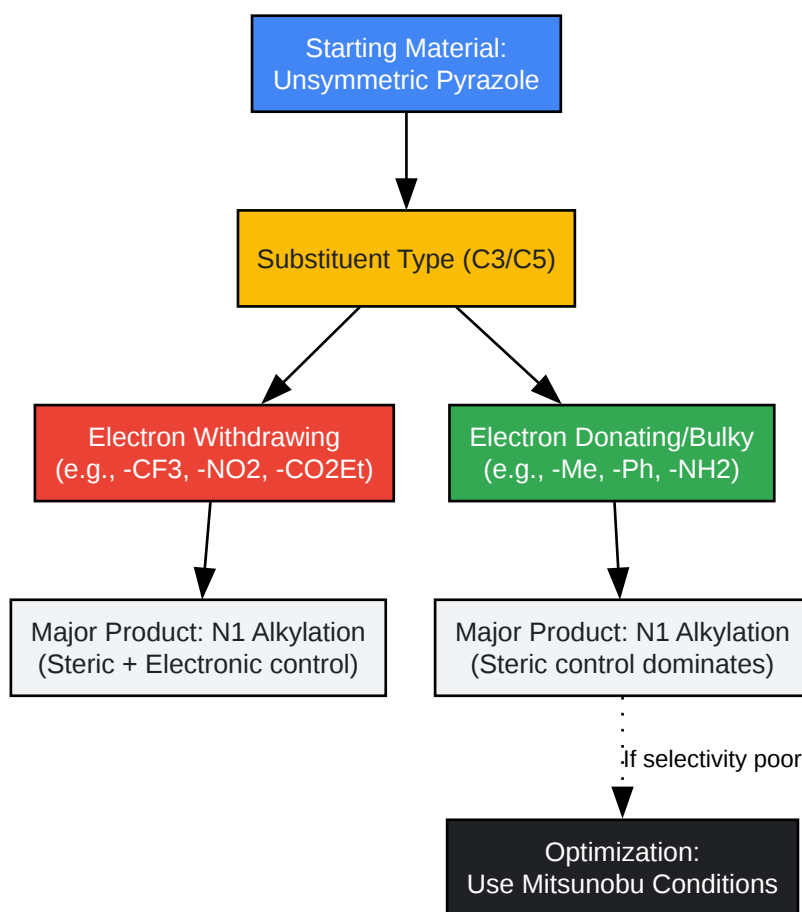 Starting Material:
Unsymmetric Pyrazole
Substituent Type (C3/C5)
Electron Withdrawing
(e.g., -CF3, -NO2, -CO2Et)
Electron Donating/Bulky
(e.g., -Me, -Ph, -NH2)
Major Product: N1 Alkylation
(Steric + Electronic control)
Major Product: N1 Alkylation
(Steric control dominates)
If selectivity poor
Optimization:
Use Mitsunobu Conditions